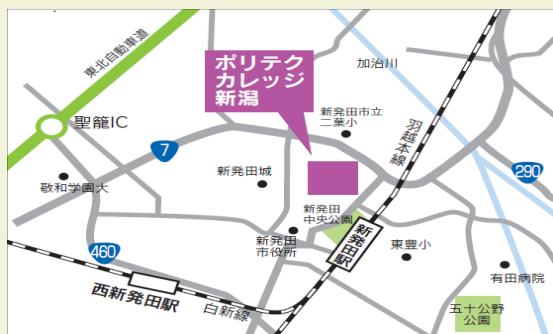 東北自動車道
ポリテク
カレッジ
新潟
加治川
聖籠IC
新発田市立
二葉小
羽越本線
7
290
敬和学園大
新発田城
新発田
中央公園
新発田
市役所
新発田駅
東豊小
460
有田病院
西新発田駅
白新線
五十公野
公園